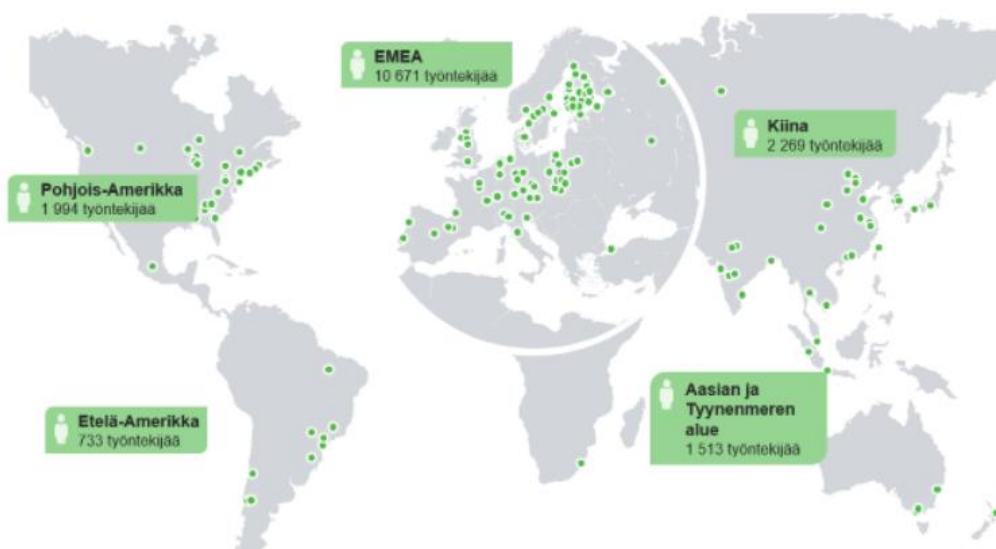 EMEA
10 671 työntekijää
Kiina
2 269 työntekijää
Pohjois-Amerikka
1 994 työntekijää
Etelä-Amerikka
733 työntekijää
Aasian ja
Tyynenmeren
alue
1 513 työntekijää